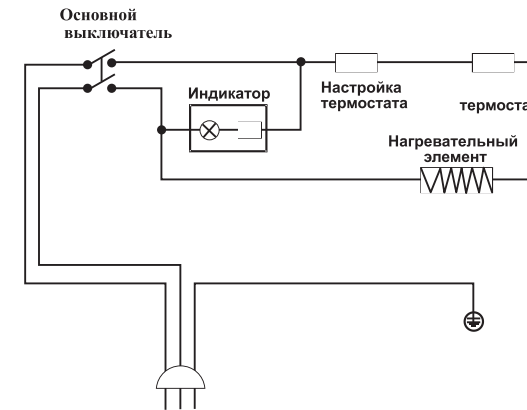 Основной
выключатель
Индикатор
Настройка
термостата
Нагревательный
элемент